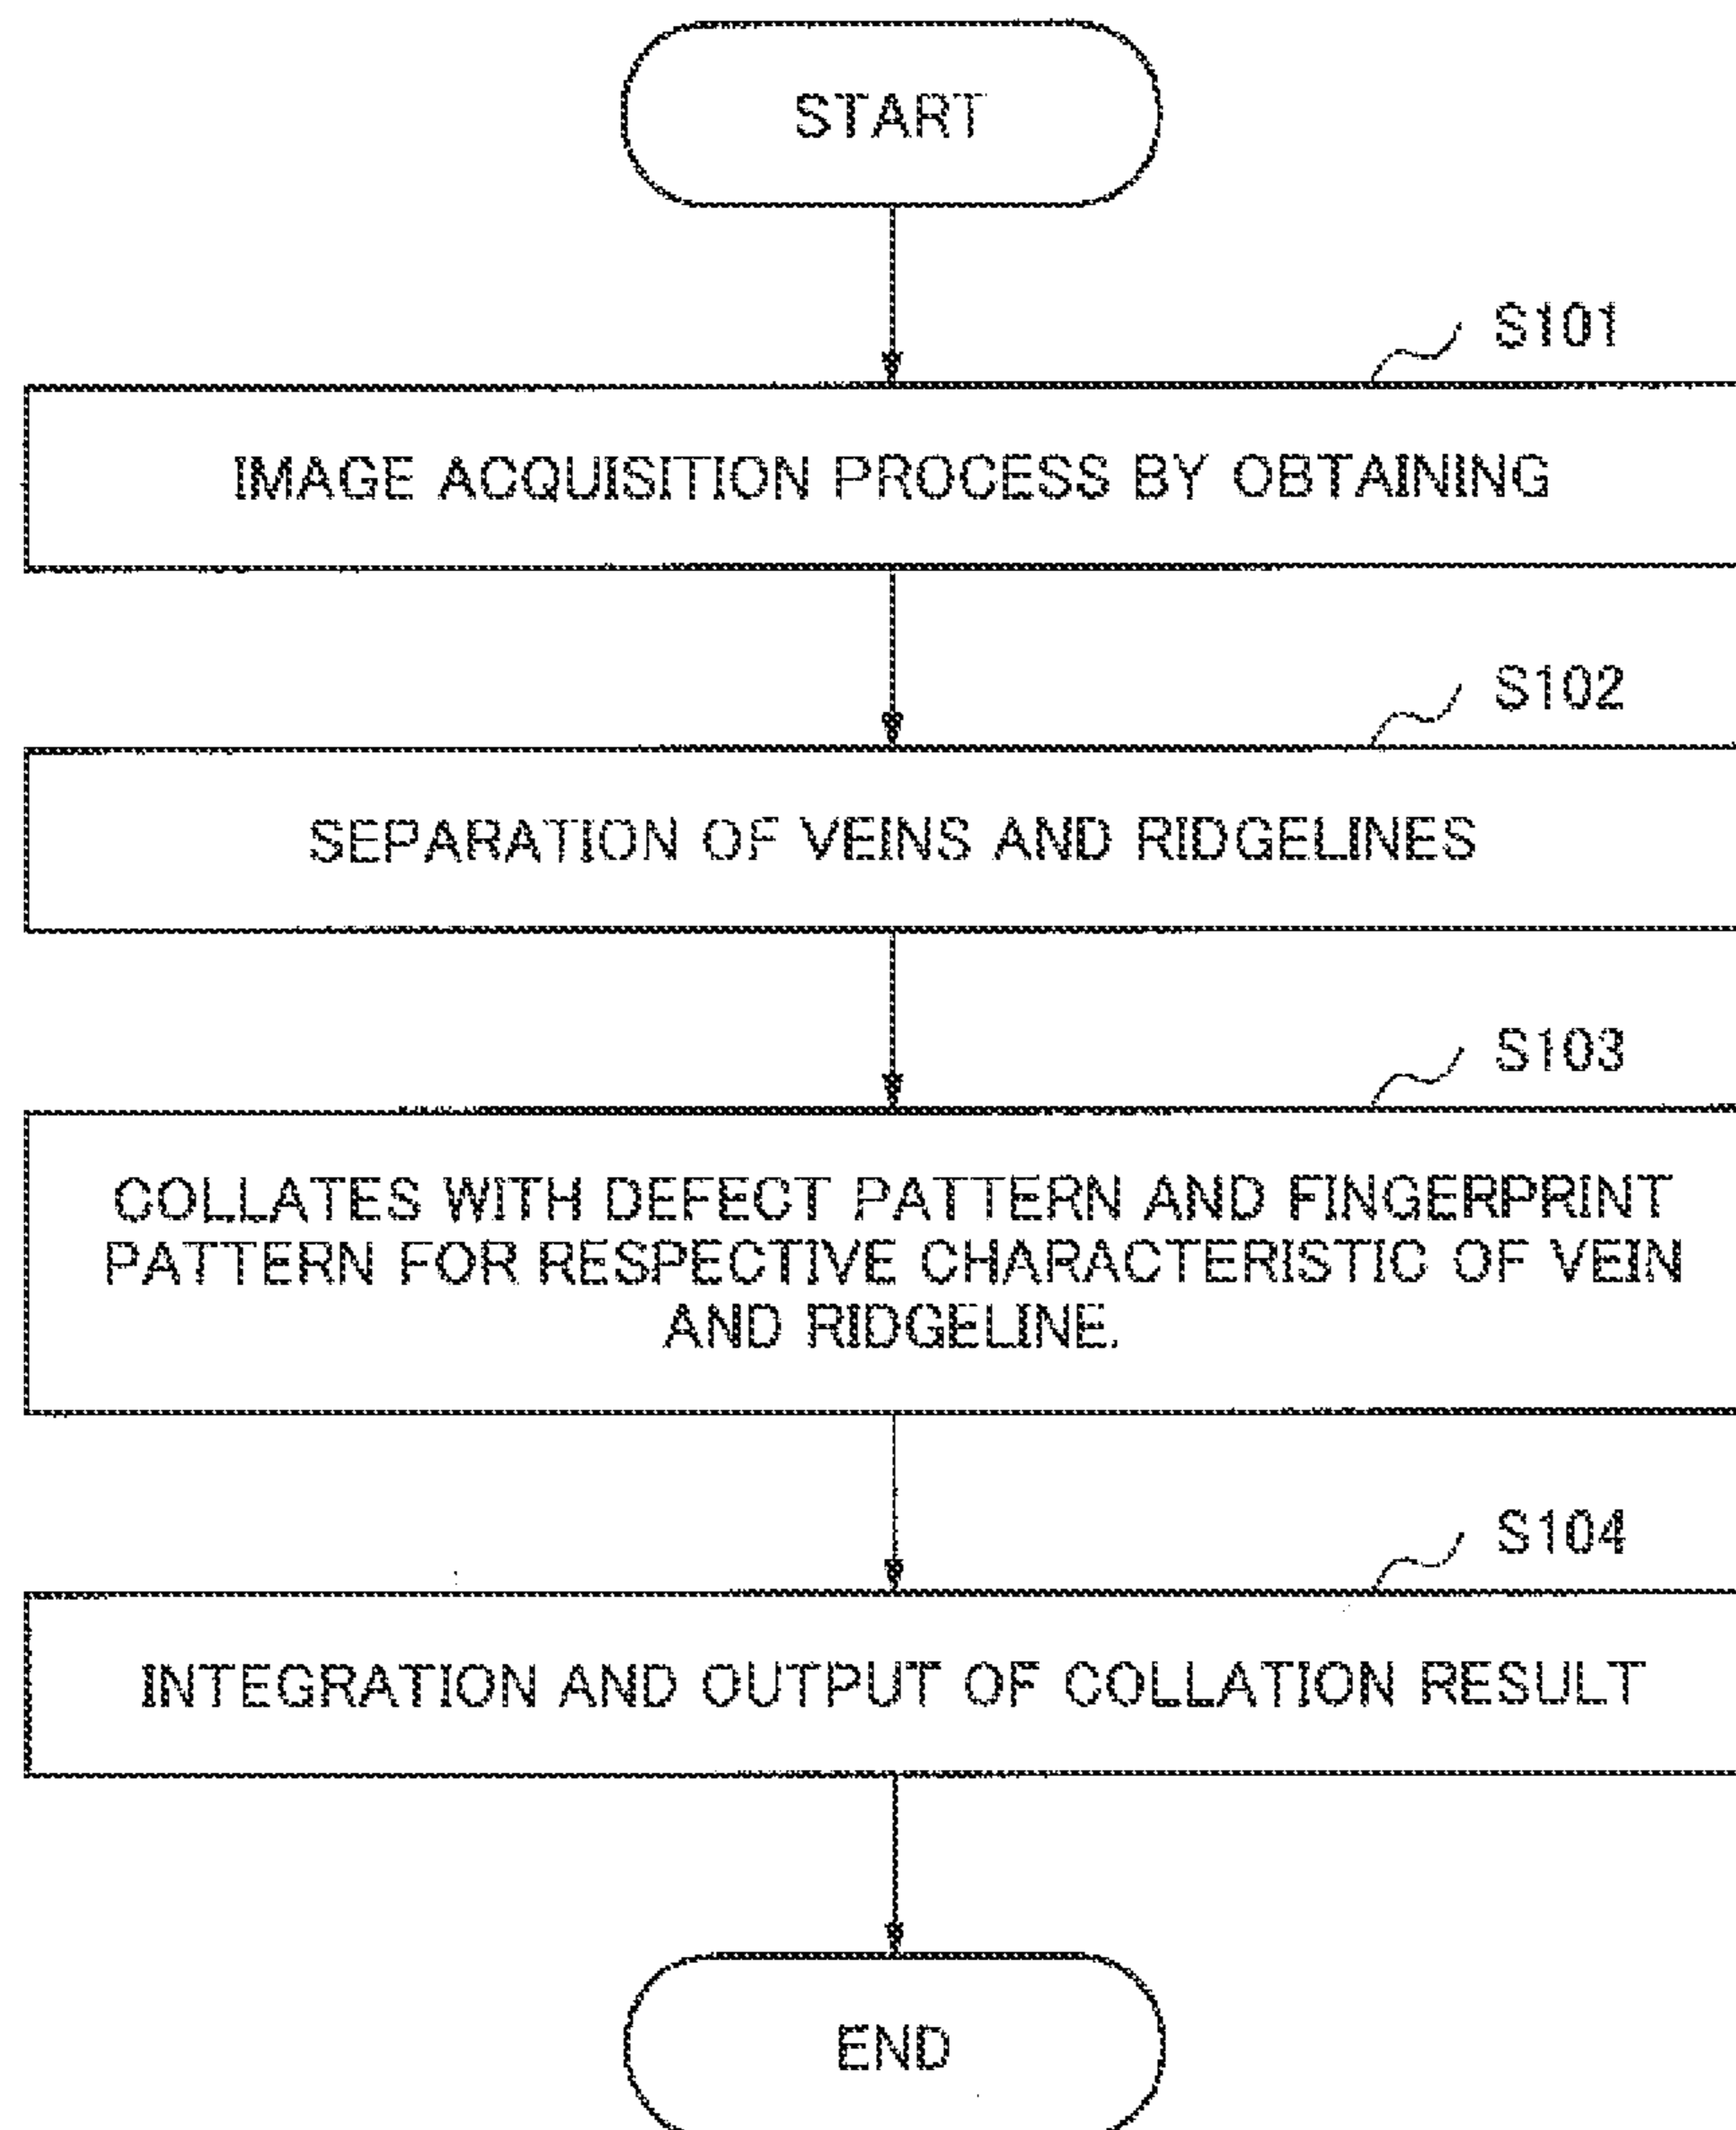 START
S101
IMAGE ACQUISITION PROCESS BY OBTAINING
S102
SEPARATION OF VEINS AND RIDGELINES
S103
COLLATES WITH DEFECT PATTERN AND FINGERPRINT
PATTERN FOR RESPECTIVE CHARACTERISTIC OF VEIN
AND RIDGELINE.
S104
INTEGRATION AND OUTPUT OF COLLATION RESULT
END